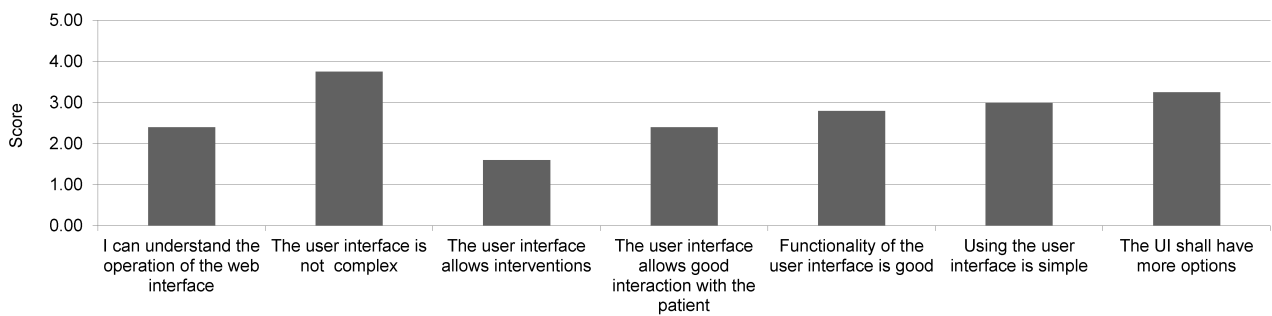 5.00
4.00
3.00
2.00
1.00
0.00
Score
I can understand the
operation of the web
interface
The user interface is
not complex
The user interface
allows interventions
The user interface
allows good
interaction with the
patient
Functionality of the
user interface is good
Using the user
interface is simple
The UI shall have
more options